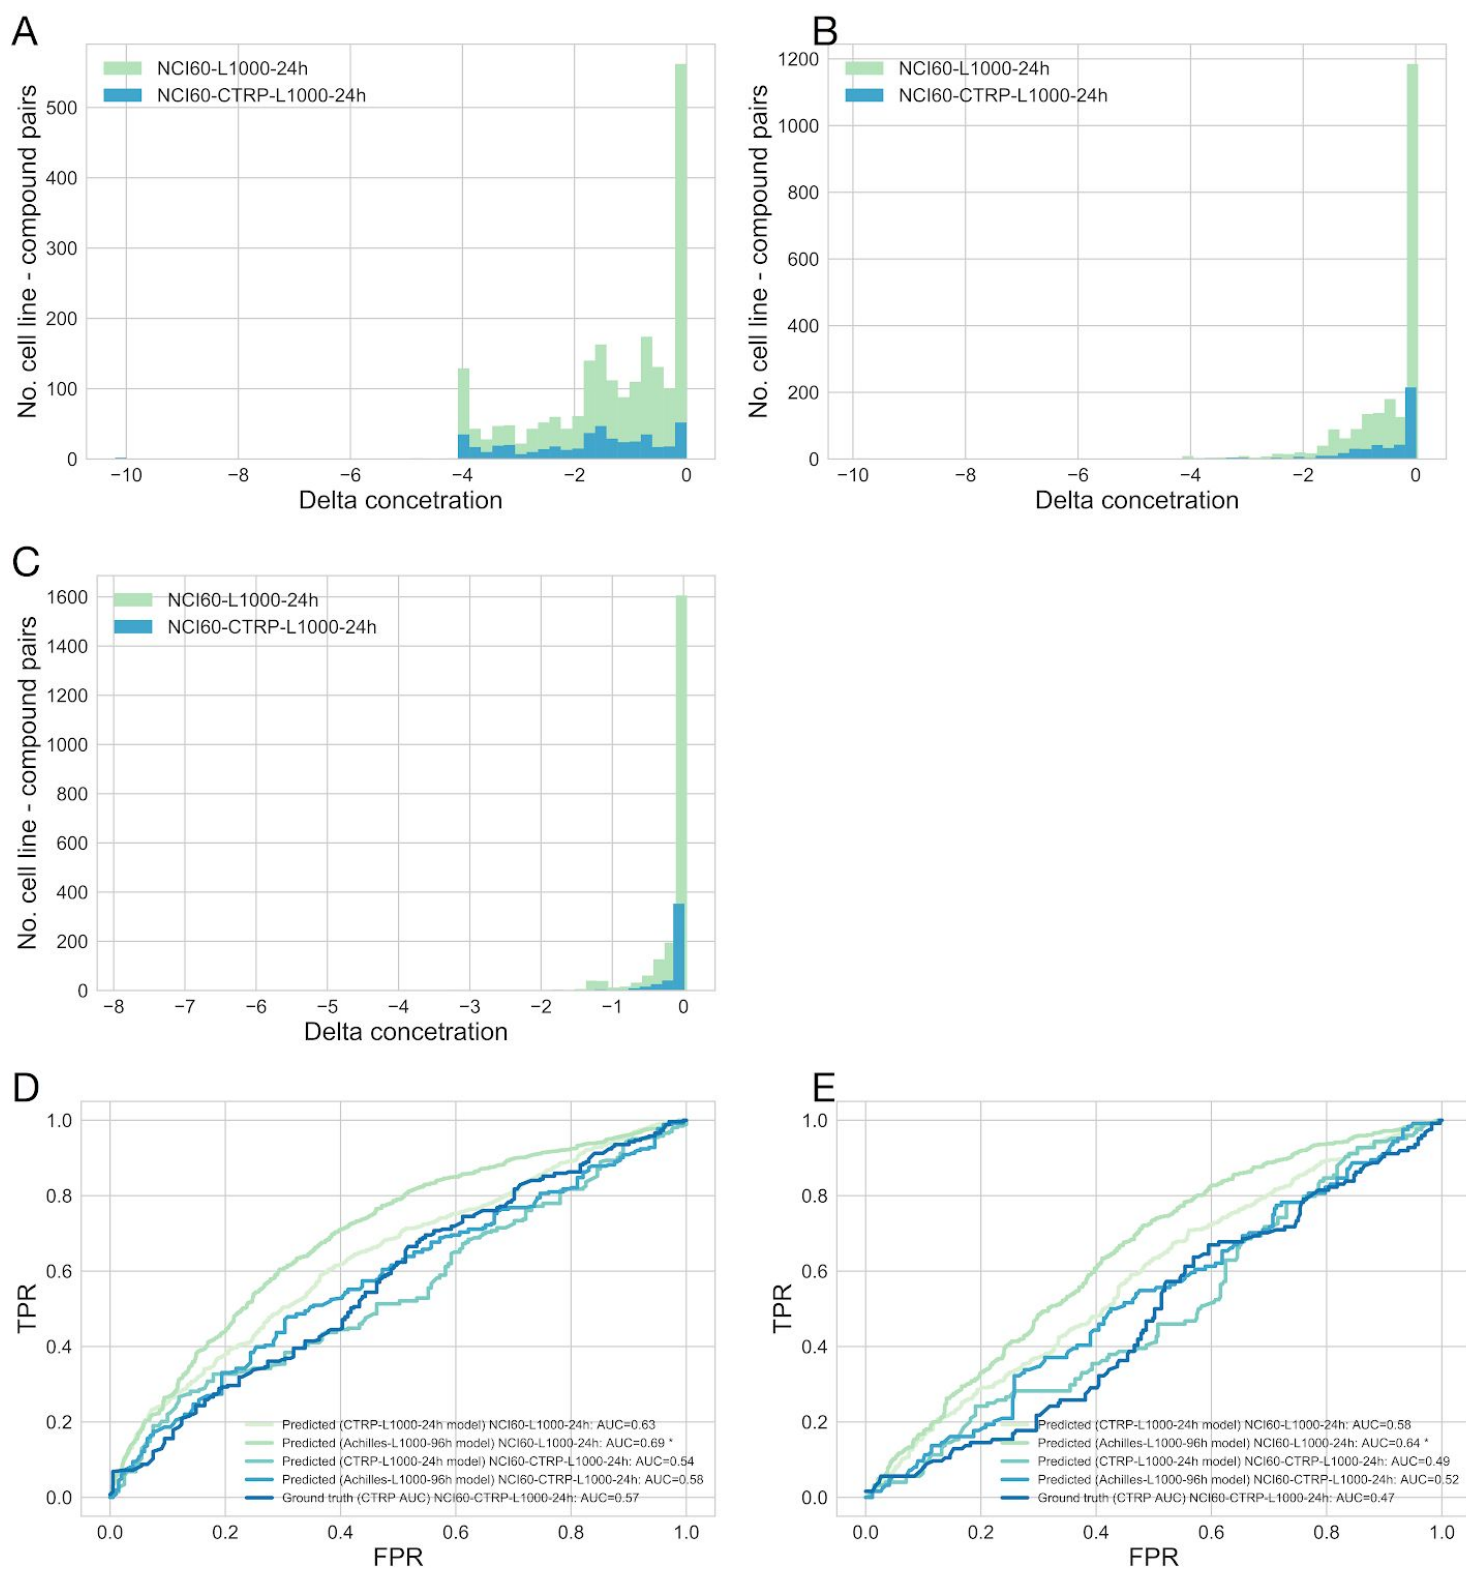 A
NCI60-L1000-24h
NCI60-CTRP-L1000-24h
No. cell line - compound pairs
500
400
300
200
100
0
−10
−8
−6
−4
−2
0
Delta concetration
B
NCI60-L1000-24h
NCI60-CTRP-L1000-24h
No. cell line - compound pairs
1200
1000
800
600
400
200
0
−10
−8
−6
−4
−2
0
Delta concetration
C
NCI60-L1000-24h
NCI60-CTRP-L1000-24h
No. cell line - compound pairs
1600
1400
1200
1000
800
600
400
200
0
−8
−7
−6
−5
−4
−3
−2
−1
0
Delta concetration
D
TPR
1.0
0.8
0.6
0.4
0.2
0.0
Predicted (CTRP-L1000-24h model) NCI60-L1000-24h: AUC=0.63
Predicted (Achilles-L1000-96h model) NCI60-L1000-24h: AUC=0.69 *
Predicted (CTRP-L1000-24h model) NCI60-CTRP-L1000-24h: AUC=0.54
Predicted (Achilles-L1000-96h model) NCI60-CTRP-L1000-24h: AUC=0.58
Ground truth (CTRP AUC) NCI60-CTRP-L1000-24h: AUC=0.57
0.0
0.2
0.4
0.6
0.8
1.0
FPR
E
TPR
1.0
0.8
0.6
0.4
0.2
0.0
Predicted (CTRP-L1000-24h model) NCI60-L1000-24h: AUC=0.58
Predicted (Achilles-L1000-96h model) NCI60-L1000-24h: AUC=0.64 *
Predicted (CTRP-L1000-24h model) NCI60-CTRP-L1000-24h: AUC=0.49
Predicted (Achilles-L1000-96h model) NCI60-CTRP-L1000-24h: AUC=0.52
Ground truth (CTRP AUC) NCI60-CTRP-L1000-24h: AUC=0.47
0.0
0.2
0.4
0.6
0.8
1.0
FPR